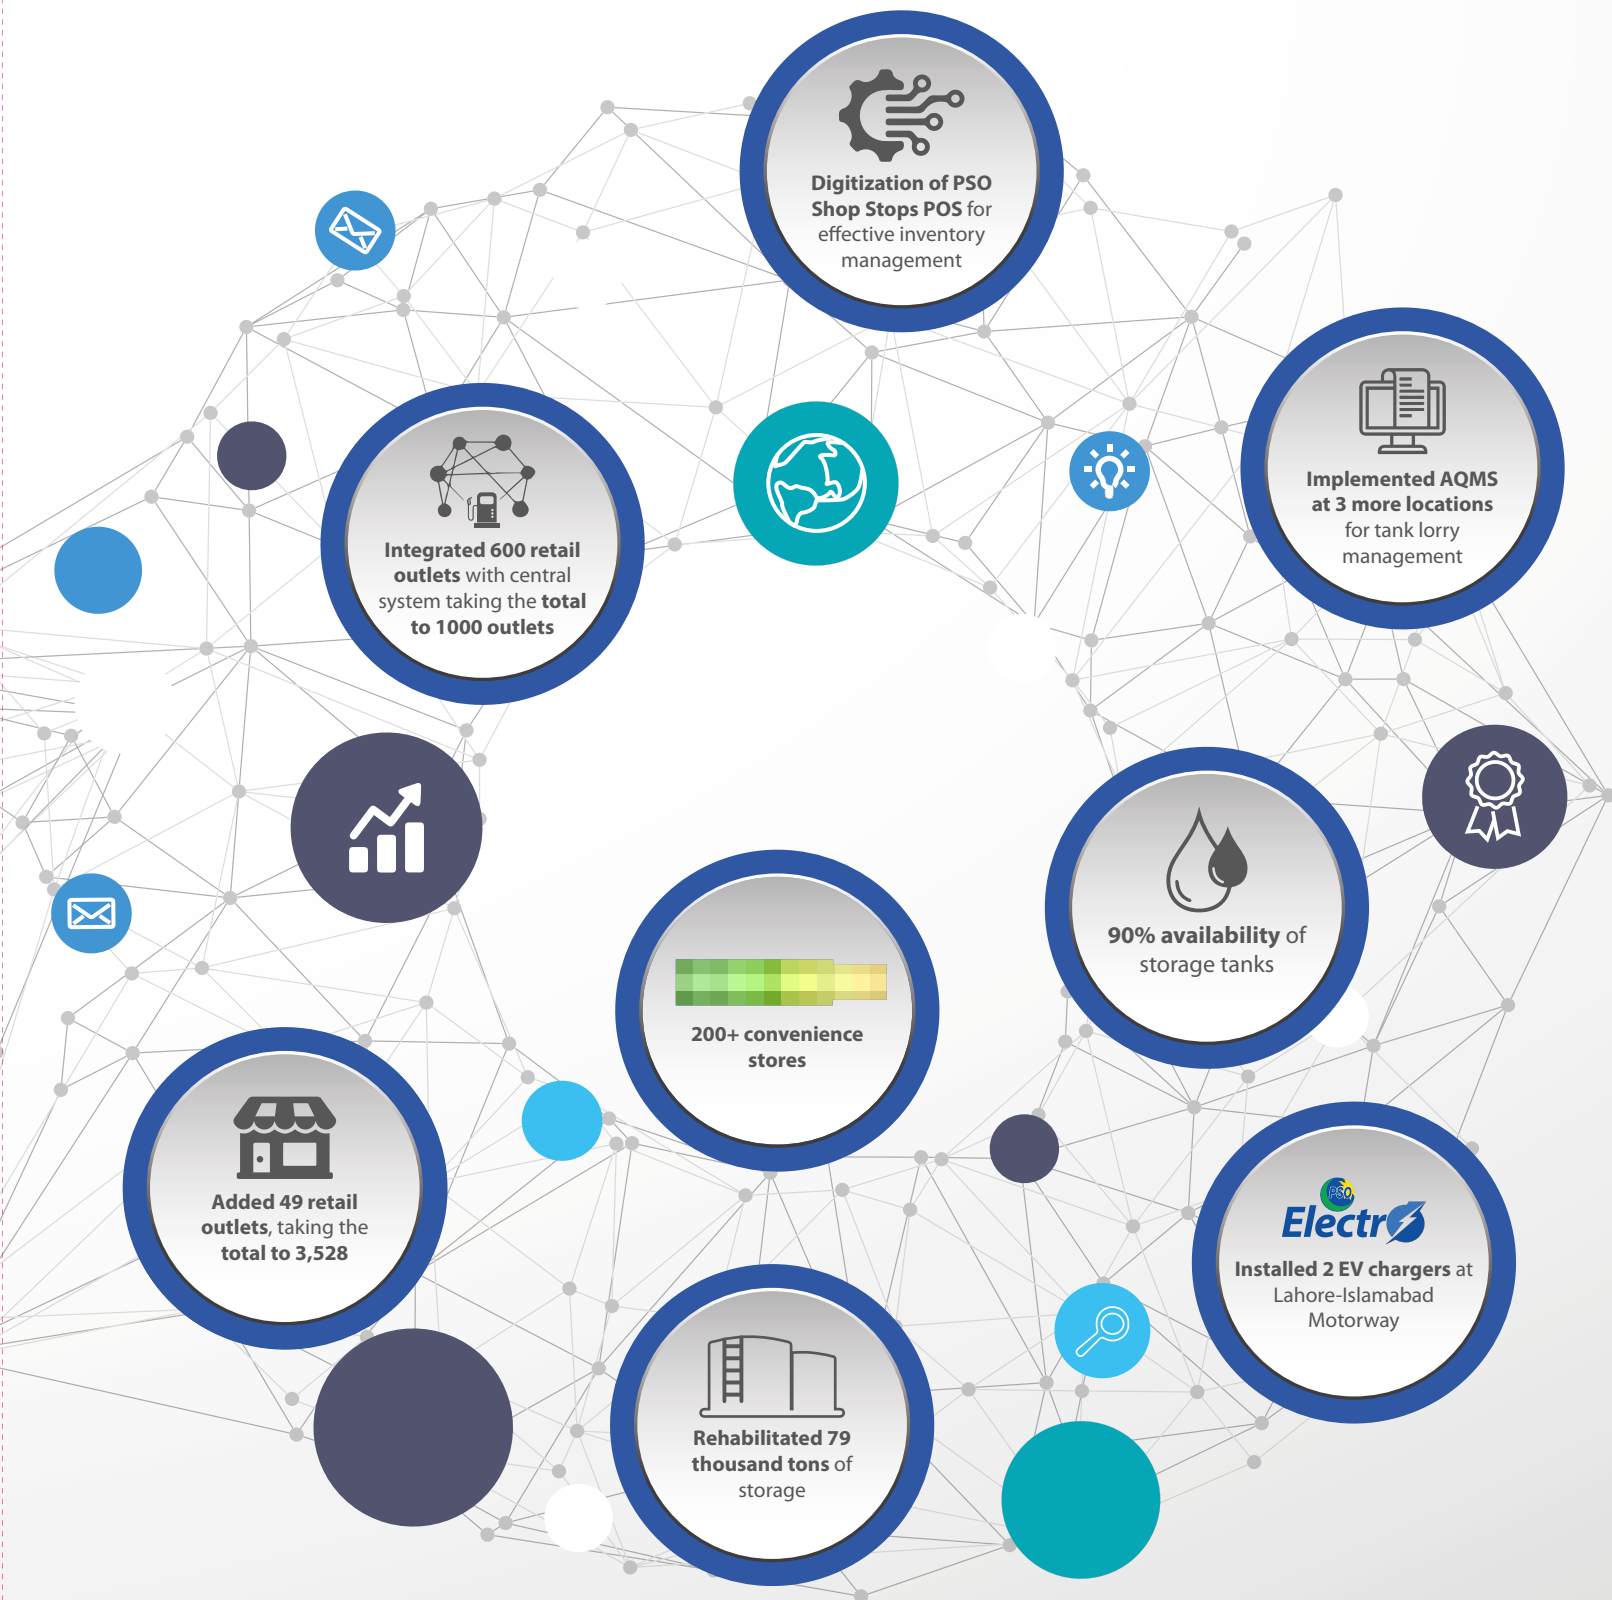 Digitization of PSO
Shop Stops POS for
effective inventory
management
Implemented AQMS
at 3 more locations
for tank lorry
management
Integrated 600 retail
outlets with central
system taking the total
to 1000 outlets
90% availability of
storage tanks
200+ convenience
stores
Added 49 retail
outlets, taking the
total to 3,528
PSO
Electro
Installed 2 EV chargers at
Lahore-Islamabad
Motorway
Rehabilitated 79
thousand tons of
storage